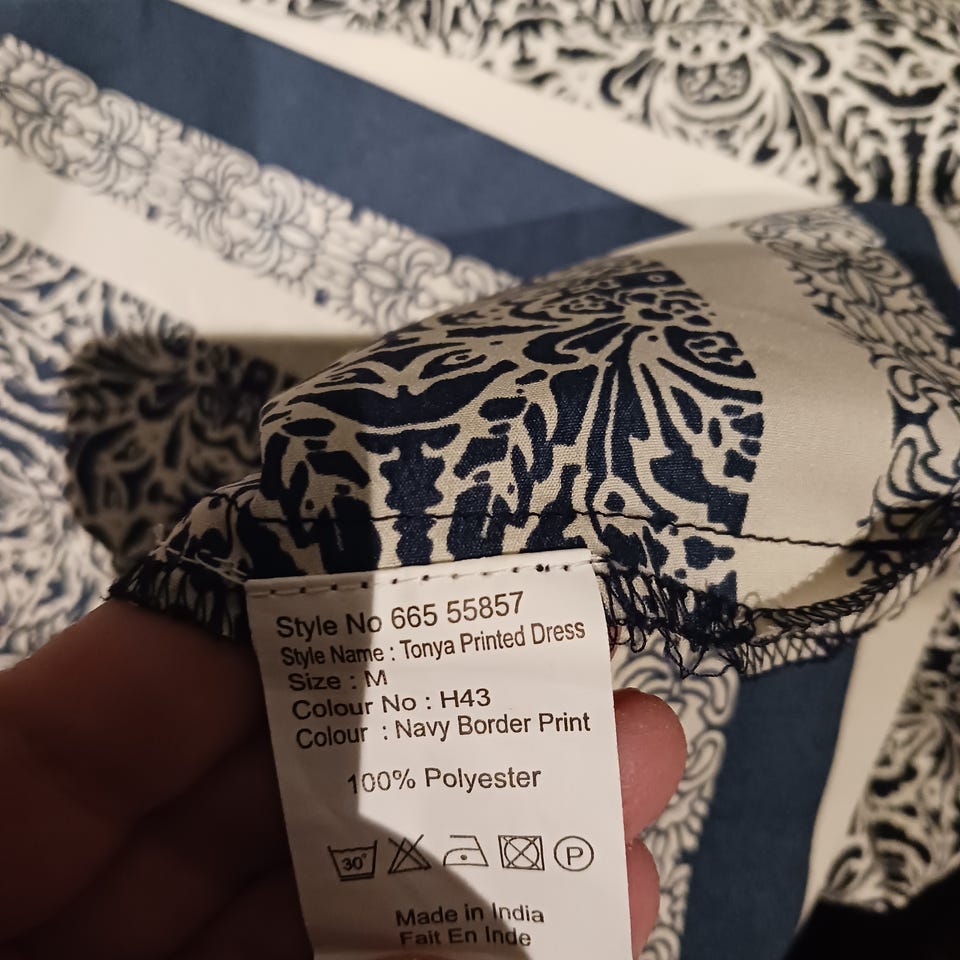 Style No 665 55857
Style Name : Tonya Printed Dress
Size : M
Colour No : H43
Colour : Navy Border Print
100% Polyester
30° P
Made in India
Fait En Inde